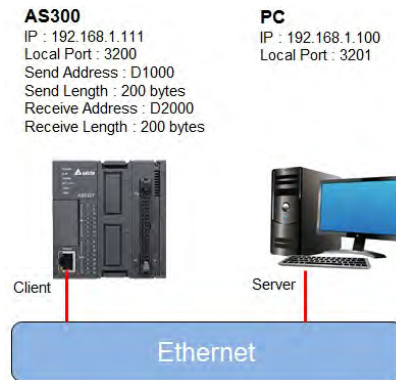 AS300
IP : 192.168.1.111
Local Port : 3200
Send Address : D1000
Send Length : 200 bytes
Receive Address : D2000
Receive Length : 200 bytes
PC
IP : 192.168.1.100
Local Port : 3201
Client
Server
Ethernet